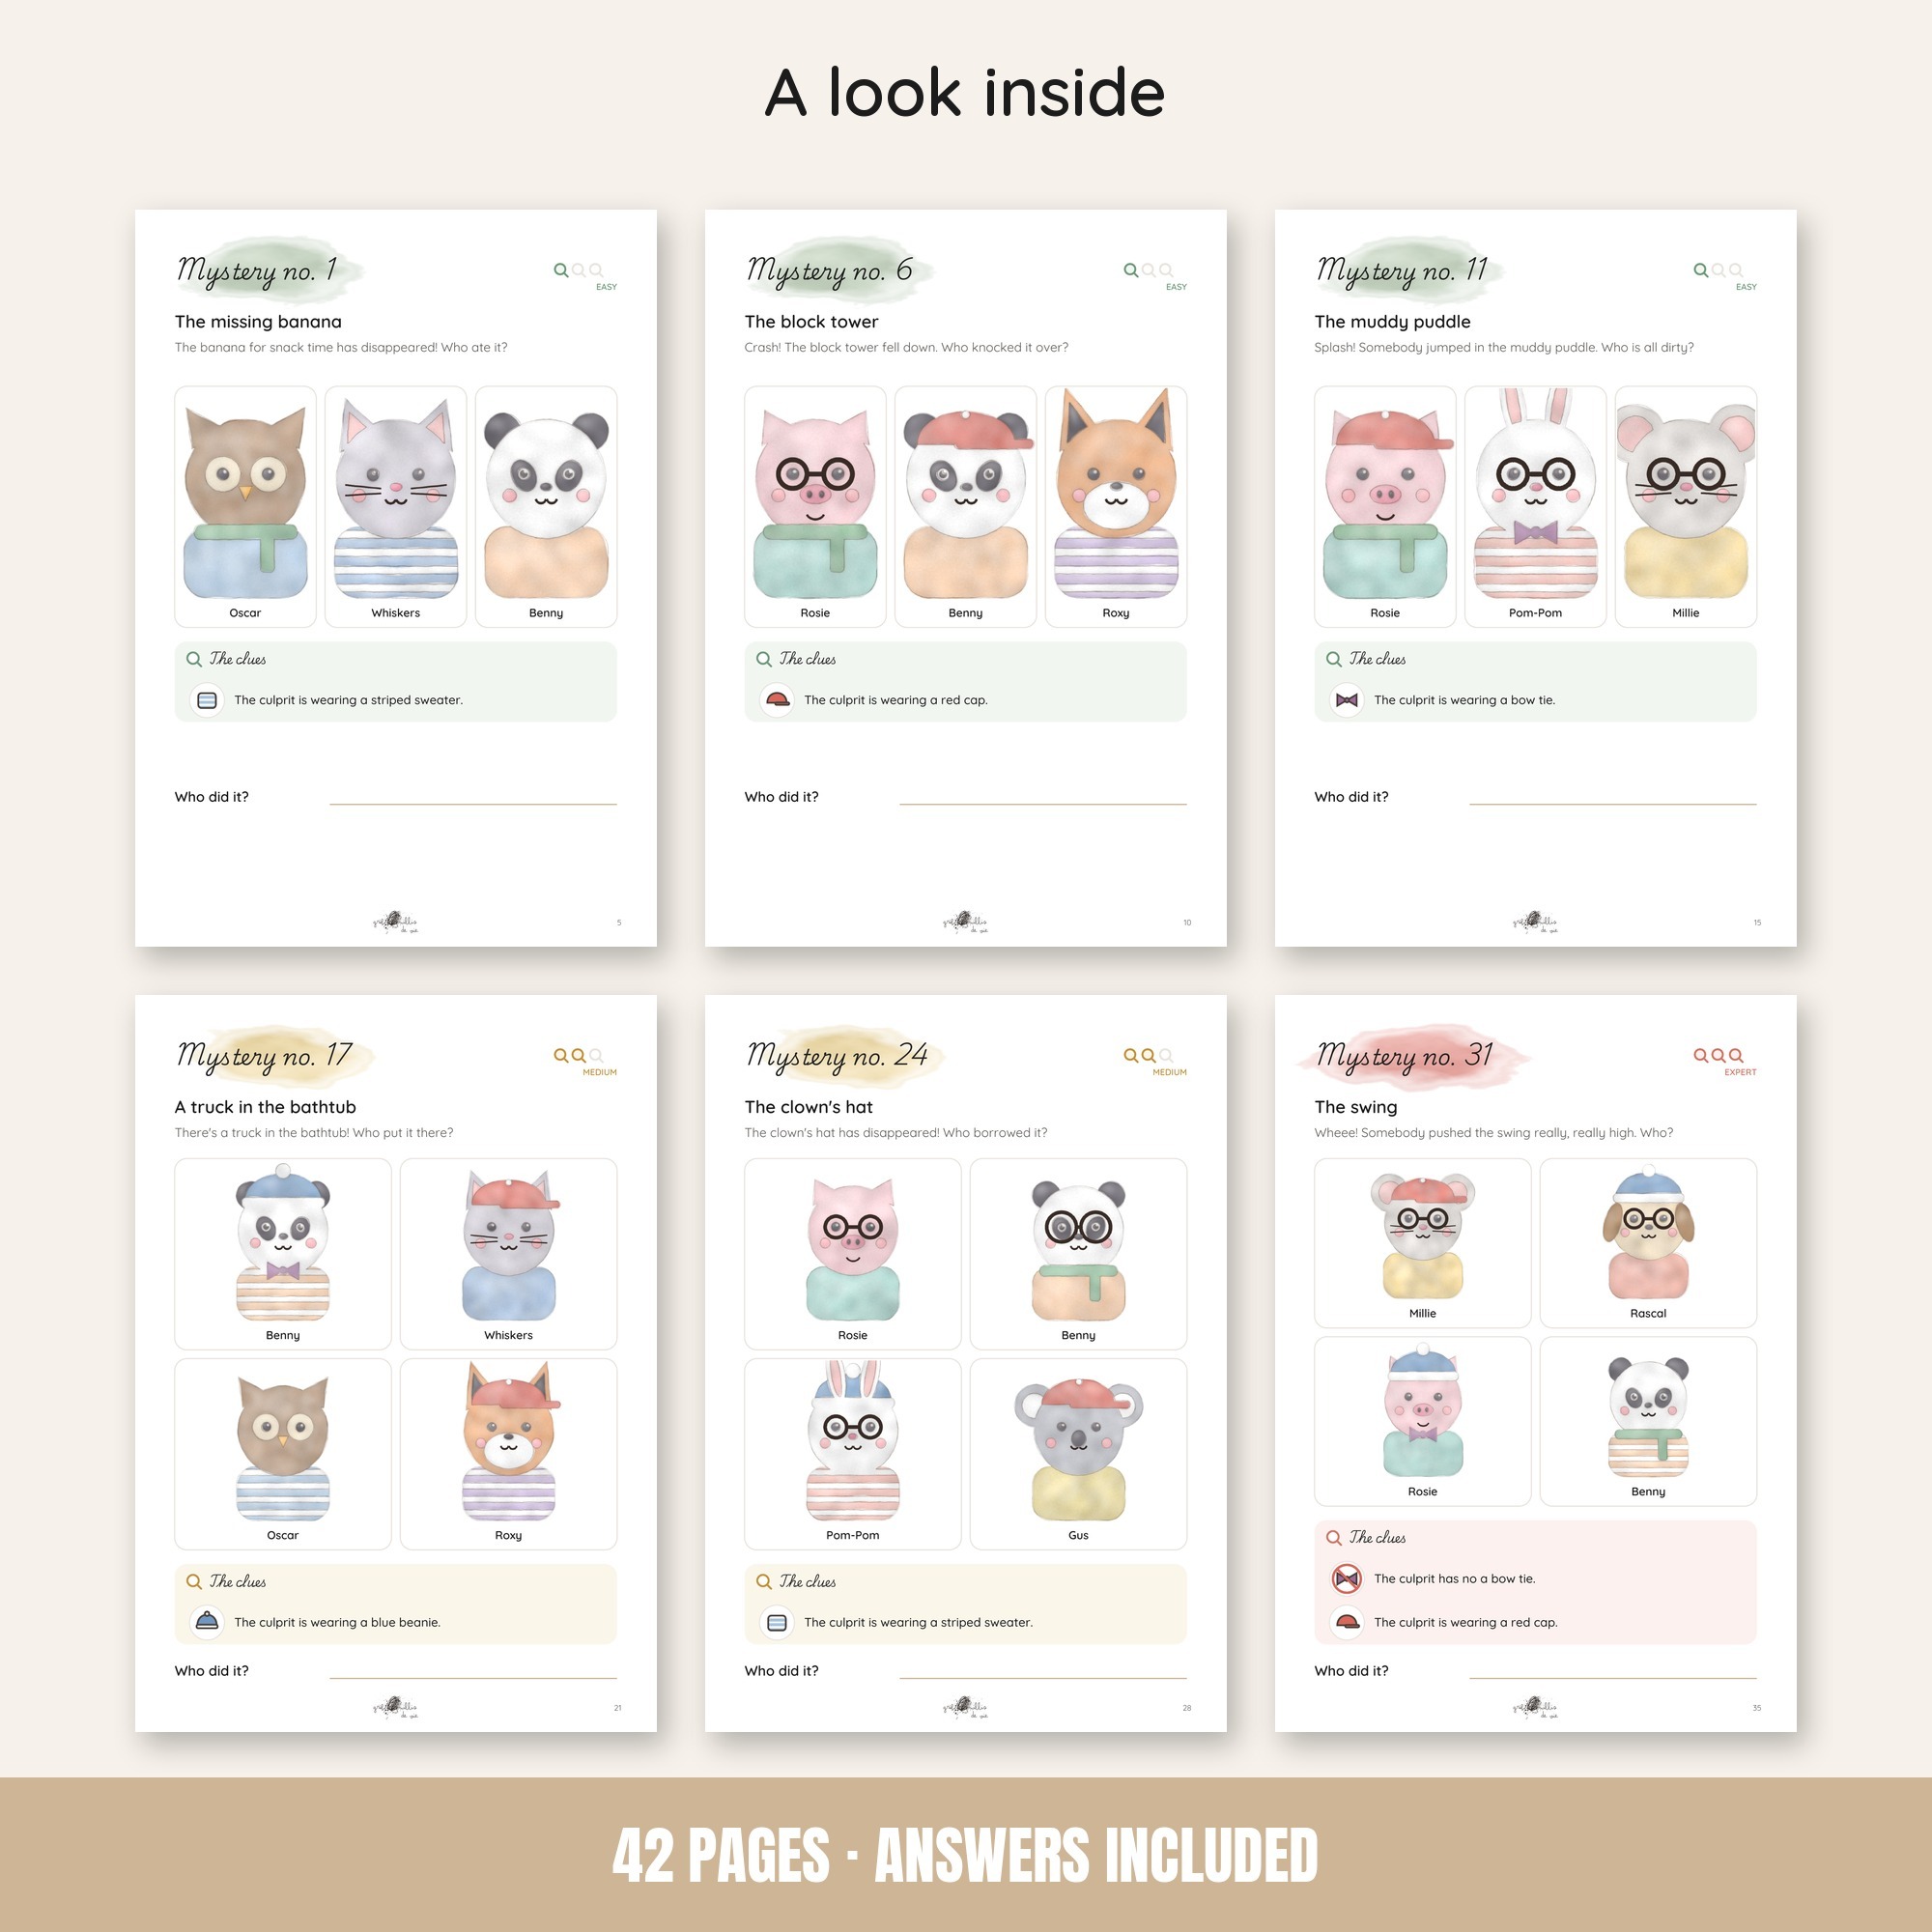 A look inside
Mystery no. 1
EASY
The missing banana
The banana for snack time has disappeared! Who ate it?
Oscar
Whiskers
Benny
The clues
The culprit is wearing a striped sweater.
Who did it?
5
Mystery no. 6
EASY
The block tower
Crash! The block tower fell down. Who knocked it over?
Rosie
Benny
Roxy
The clues
The culprit is wearing a red cap.
Who did it?
10
Mystery no. 11
EASY
The muddy puddle
Splash! Somebody jumped in the muddy puddle. Who is all dirty?
Rosie
Pom-Pom
Millie
The clues
The culprit is wearing a bow tie.
Who did it?
15
Mystery no. 17
MEDIUM
A truck in the bathtub
There's a truck in the bathtub! Who put it there?
Benny
Whiskers
Oscar
Roxy
The clues
The culprit is wearing a blue beanie.
Who did it?
21
Mystery no. 24
MEDIUM
The clown's hat
The clown's hat has disappeared! Who borrowed it?
Rosie
Benny
Pom-Pom
Gus
The clues
The culprit is wearing a striped sweater.
Who did it?
28
Mystery no. 31
EXPERT
The swing
Wheee! Somebody pushed the swing really, really high. Who?
Millie
Rascal
Rosie
Benny
The clues
The culprit has no a bow tie.
The culprit is wearing a red cap.
Who did it?
35
42 PAGES · ANSWERS INCLUDED